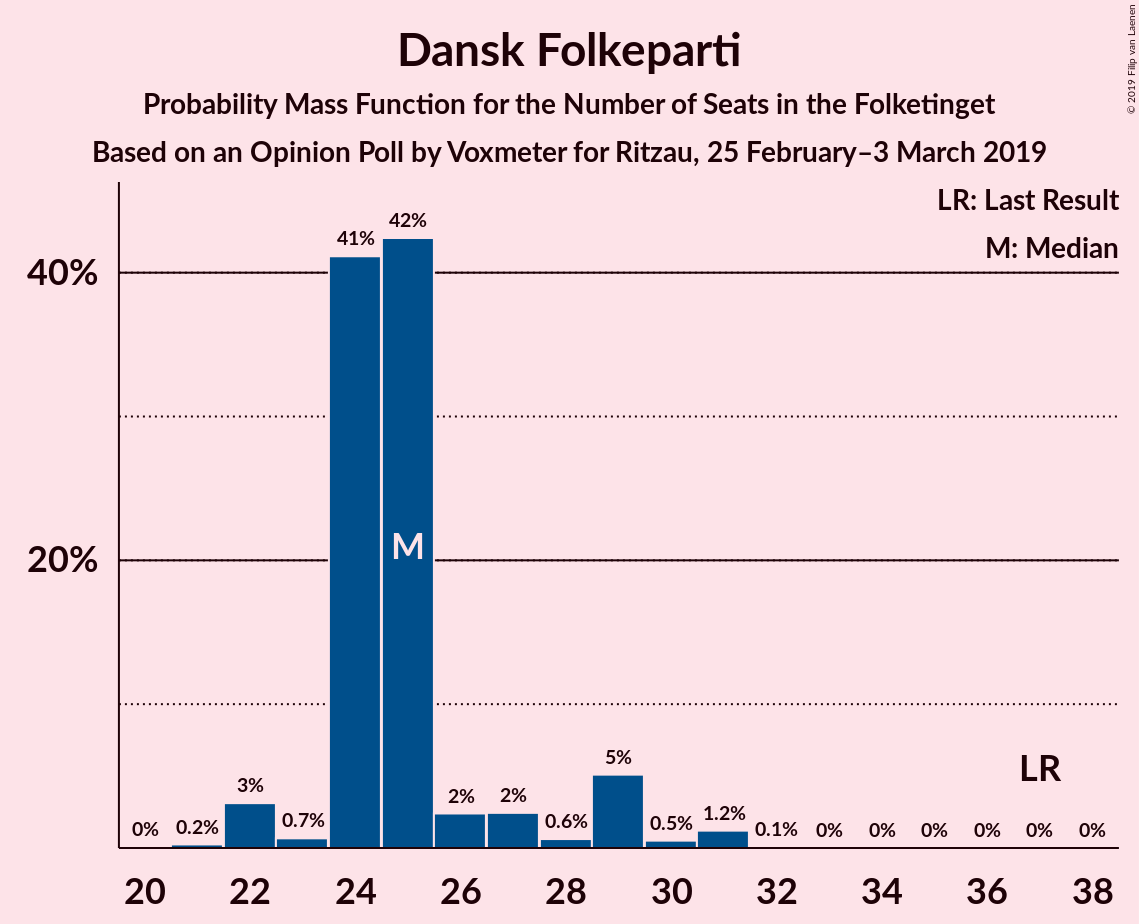 Dansk Folkeparti
Probability Mass Function for the Number of Seats in the Folketinget
Based on an Opinion Poll by Voxmeter for Ritzau, 25 February–3 March 2019
© 2019 Filip van Laenen
LR: Last Result
M: Median
40%
20%
0%
0.2%
3%
0.7%
41%
42%
2%
2%
0.6%
5%
0.5%
1.2%
0.1%
0%
0%
0%
0%
0%
0%
M
LR
20 22 24 26 28 30 32 34 36 38